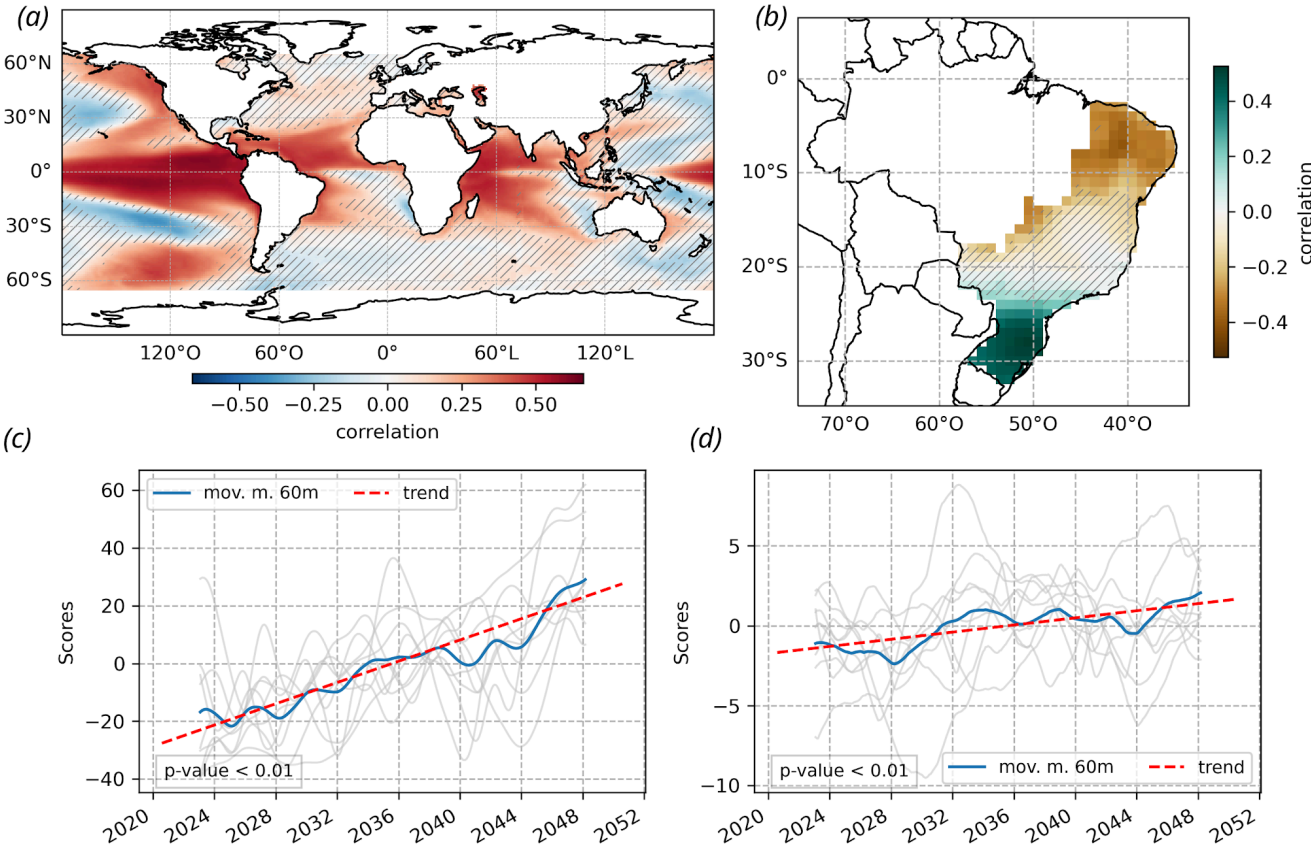 (a)
60°N
30°N
0°
30°S
60°S
120°O 60°O 0° 60°L 120°L
−0.50 −0.25 0.00 0.25 0.50
correlation
(b)
0°
10°S
20°S
30°S
70°O 60°O 50°O 40°O
0.4
0.2
0.0
−0.2
−0.4
correlation
(c)
mov. m. 60m trend
60
40
20
0
−20
−40
Scores
p-value < 0.01
2020 2024 2028 2032 2036 2040 2044 2048 2052
(d)
5
0
−5
−10
Scores
p-value < 0.01
mov. m. 60m trend
2020 2024 2028 2032 2036 2040 2044 2048 2052